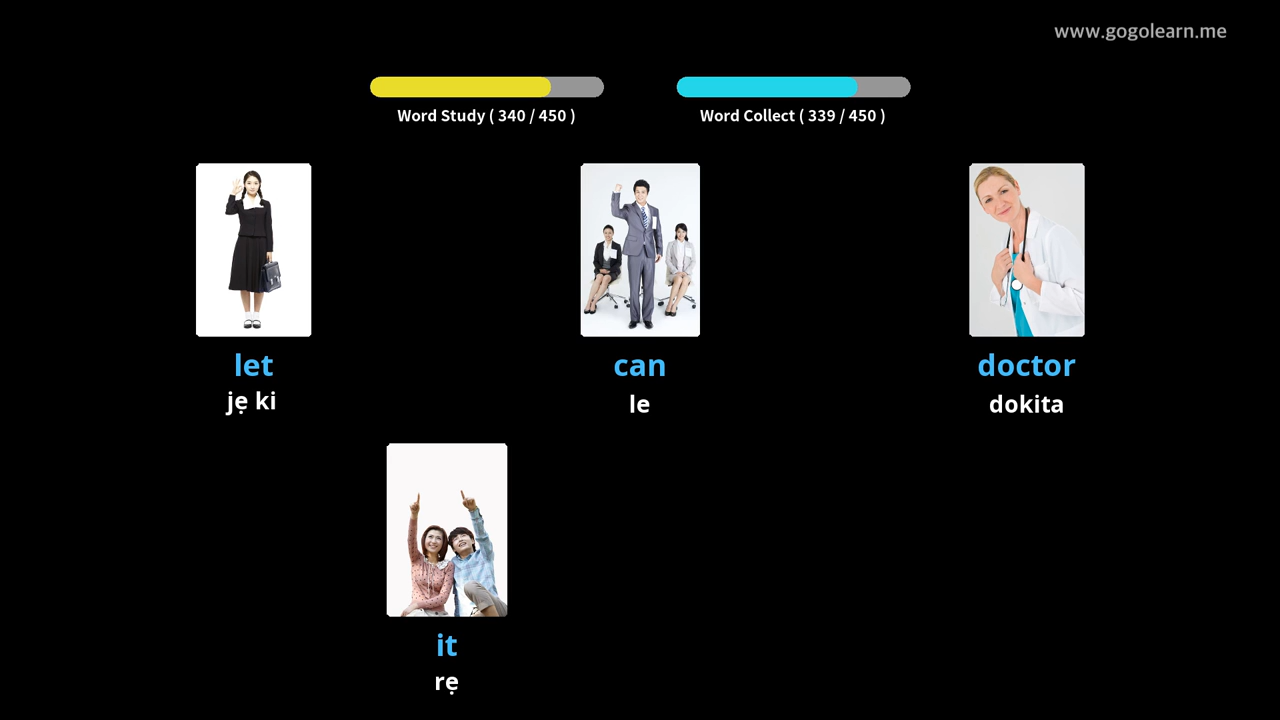 www.gogolearn.me
Word Study ( 340 / 450 )
Word Collect ( 339 / 450 )
let
jẹ ki
can
le
doctor
dokita
it
rẹ